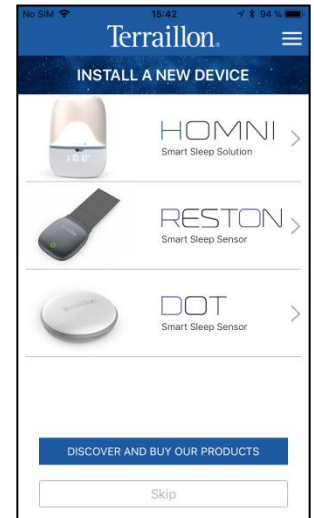 No SIM 15:42 94 %
Terraillon.
INSTALL A NEW DEVICE
HOMNI
Smart Sleep Solution
RESTON
Smart Sleep Sensor
Terraillon
DOT
Smart Sleep Sensor
DISCOVER AND BUY OUR PRODUCTS
Skip